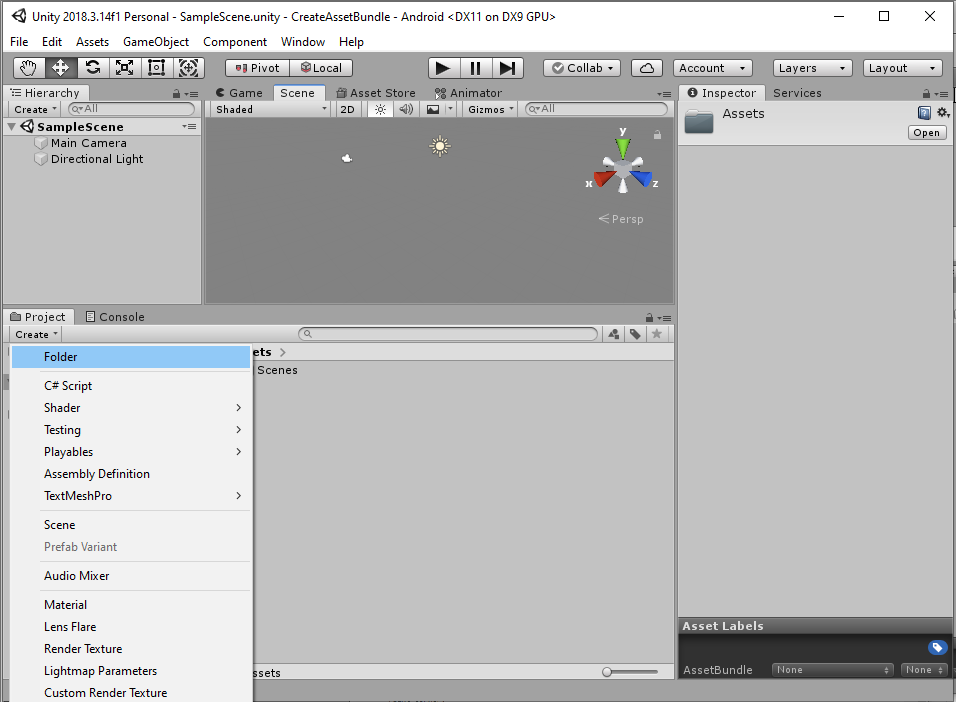 Unity 2018.3.14f1 Personal - SampleScene.unity - CreateAssetBundle - Android <DX11 on DX9 GPU>
File Edit Assets GameObject Component Window Help
Pivot Local Collab Account Layers Layout
Hierarchy
Create All
SampleScene
Main Camera
Directional Light
Game Scene Asset Store Animator
Shaded 2D Gizmos All
y
x z
Persp
Inspector Services
Assets
Open
Project Console
Create
ets
Scenes
Folder
C# Script
Shader
Testing
Playables
Assembly Definition
TextMeshPro
Scene
Prefab Variant
Audio Mixer
Material
Lens Flare
Render Texture
Lightmap Parameters
Custom Render Texture
ssets
Asset Labels
AssetBundle None None